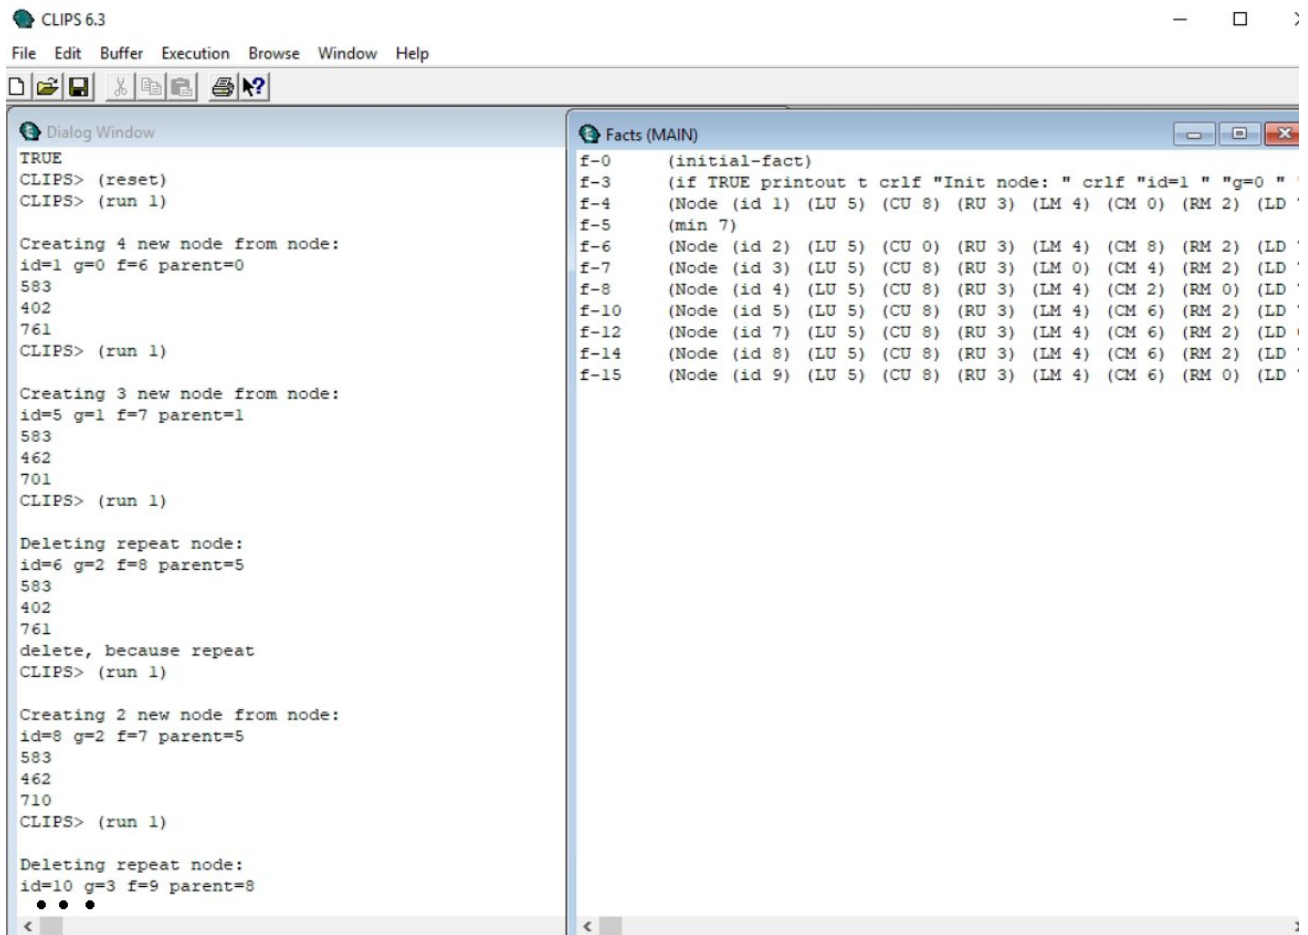 CLIPS 6.3
File Edit Buffer Execution Browse Window Help
Dialog Window
TRUE
CLIPS> (reset)
CLIPS> (run 1)
Creating 4 new node from node:
id=1 g=0 f=6 parent=0
583
402
761
CLIPS> (run 1)
Creating 3 new node from node:
id=5 g=1 f=7 parent=1
583
462
701
CLIPS> (run 1)
Deleting repeat node:
id=6 g=2 f=8 parent=5
583
402
761
delete, because repeat
CLIPS> (run 1)
Creating 2 new node from node:
id=8 g=2 f=7 parent=5
583
462
710
CLIPS> (run 1)
Deleting repeat node:
id=10 g=3 f=9 parent=8
• • •
Facts (MAIN)
f-0 (initial-fact)
f-3 (if TRUE printout t crlf "Init node: " crlf "id=1 " "g=0 "
f-4 (Node (id 1) (LU 5) (CU 8) (RU 3) (LM 4) (CM 0) (RM 2) (LD
f-5 (min 7)
f-6 (Node (id 2) (LU 5) (CU 0) (RU 3) (LM 4) (CM 8) (RM 2) (LD
f-7 (Node (id 3) (LU 5) (CU 8) (RU 3) (LM 0) (CM 4) (RM 2) (LD
f-8 (Node (id 4) (LU 5) (CU 8) (RU 3) (LM 4) (CM 2) (RM 0) (LD
f-10 (Node (id 5) (LU 5) (CU 8) (RU 3) (LM 4) (CM 6) (RM 2) (LD
f-12 (Node (id 7) (LU 5) (CU 8) (RU 3) (LM 4) (CM 6) (RM 2) (LD
f-14 (Node (id 8) (LU 5) (CU 8) (RU 3) (LM 4) (CM 6) (RM 2) (LD
f-15 (Node (id 9) (LU 5) (CU 8) (RU 3) (LM 4) (CM 6) (RM 0) (LD